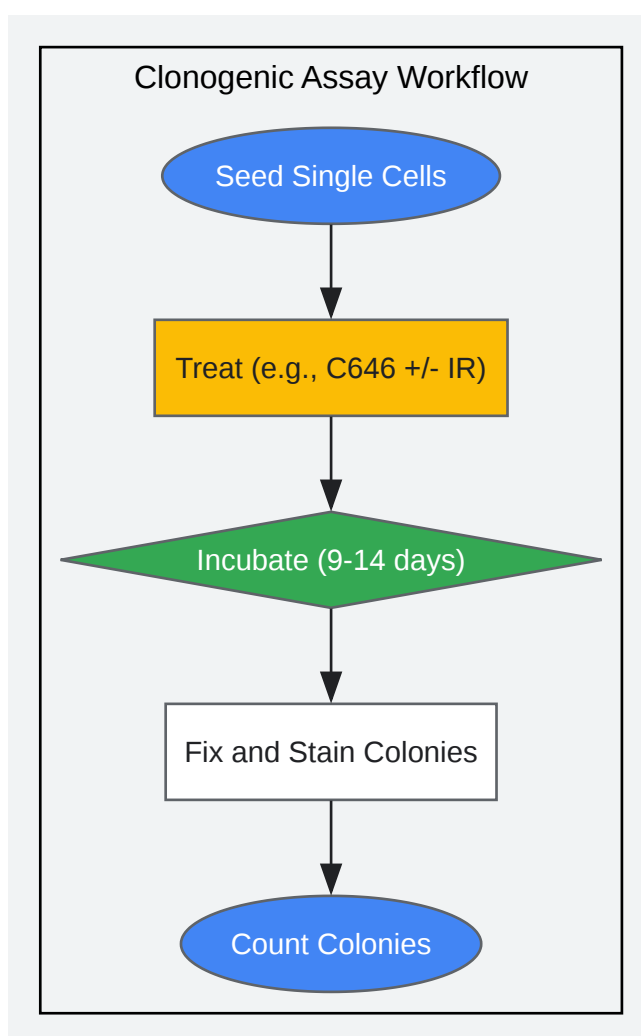 Clonogenic Assay Workflow
Seed Single Cells
Treat (e.g., C646 +/- IR)
Incubate (9-14 days)
Fix and Stain Colonies
Count Colonies